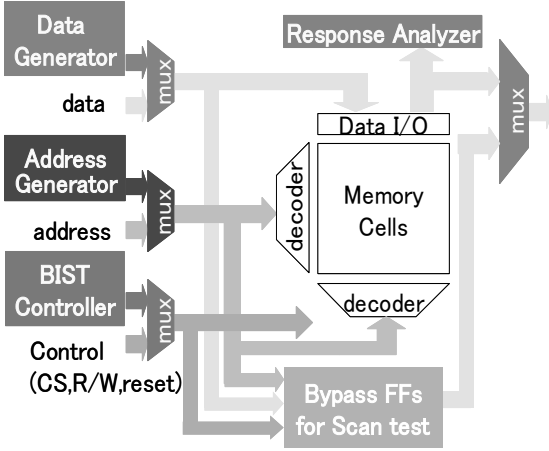 Data
Generator
mux
data
Response Analyzer
mux
Data I/O
Address
Generator
mux
address
decoder
Memory
Cells
BIST
Controller
mux
decoder
Control
(CS,R/W,reset)
Bypass FFs
for Scan test